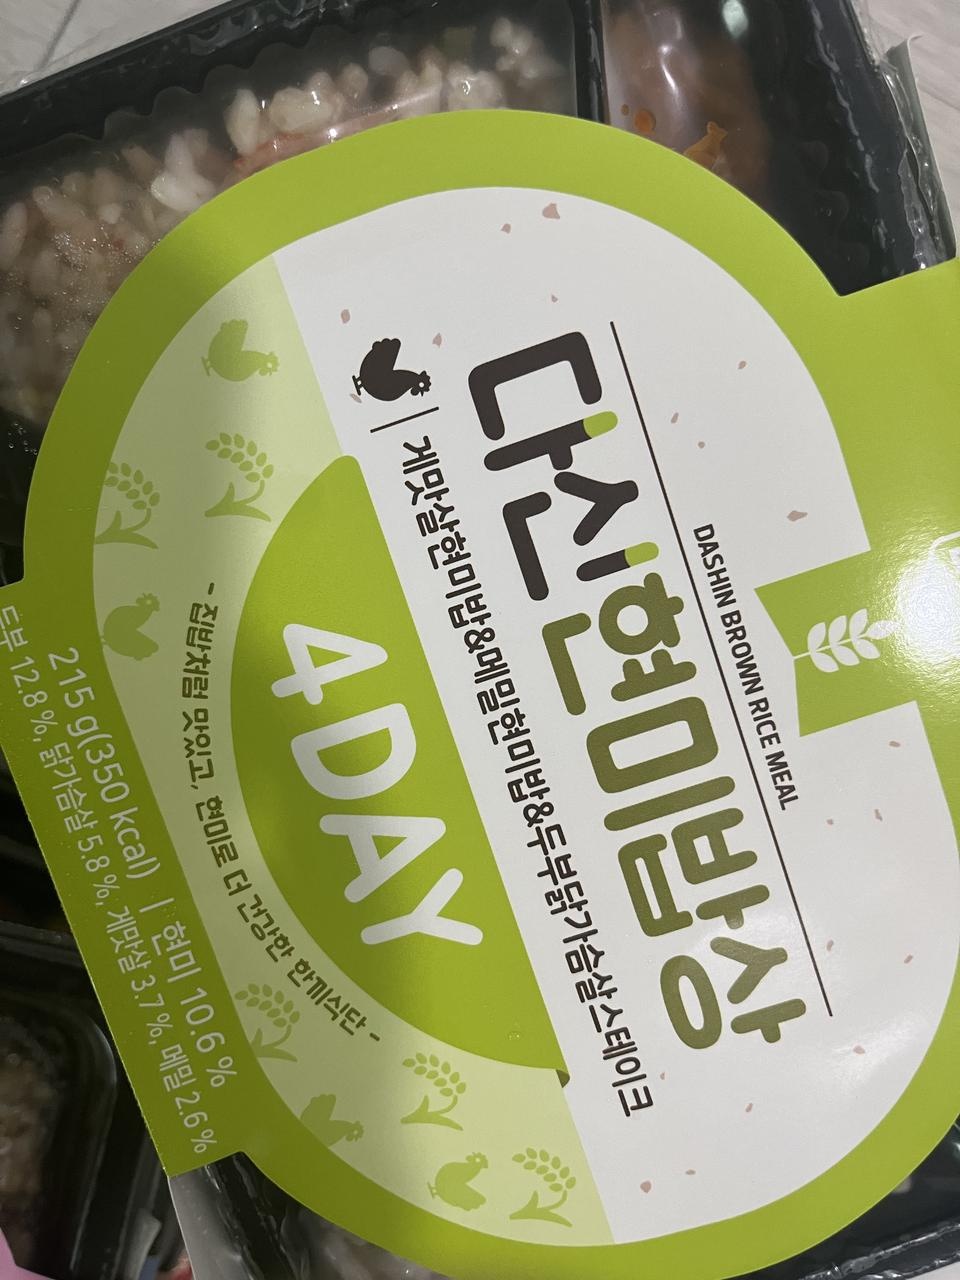 DASHIN BROWN RICE MEAL
다신현미밥상
게맛살현미밥&메밀현미밥&두부닭가슴살스테이크
4DAY
- 집밥처럼 맛있고, 현미로 더 건강한 한끼식단 -
215 g(350 kcal) | 현미 10.6 %
두부 12.8 %, 닭가슴살 5.8 %, 게맛살 3.7 %, 메밀 2.6 %